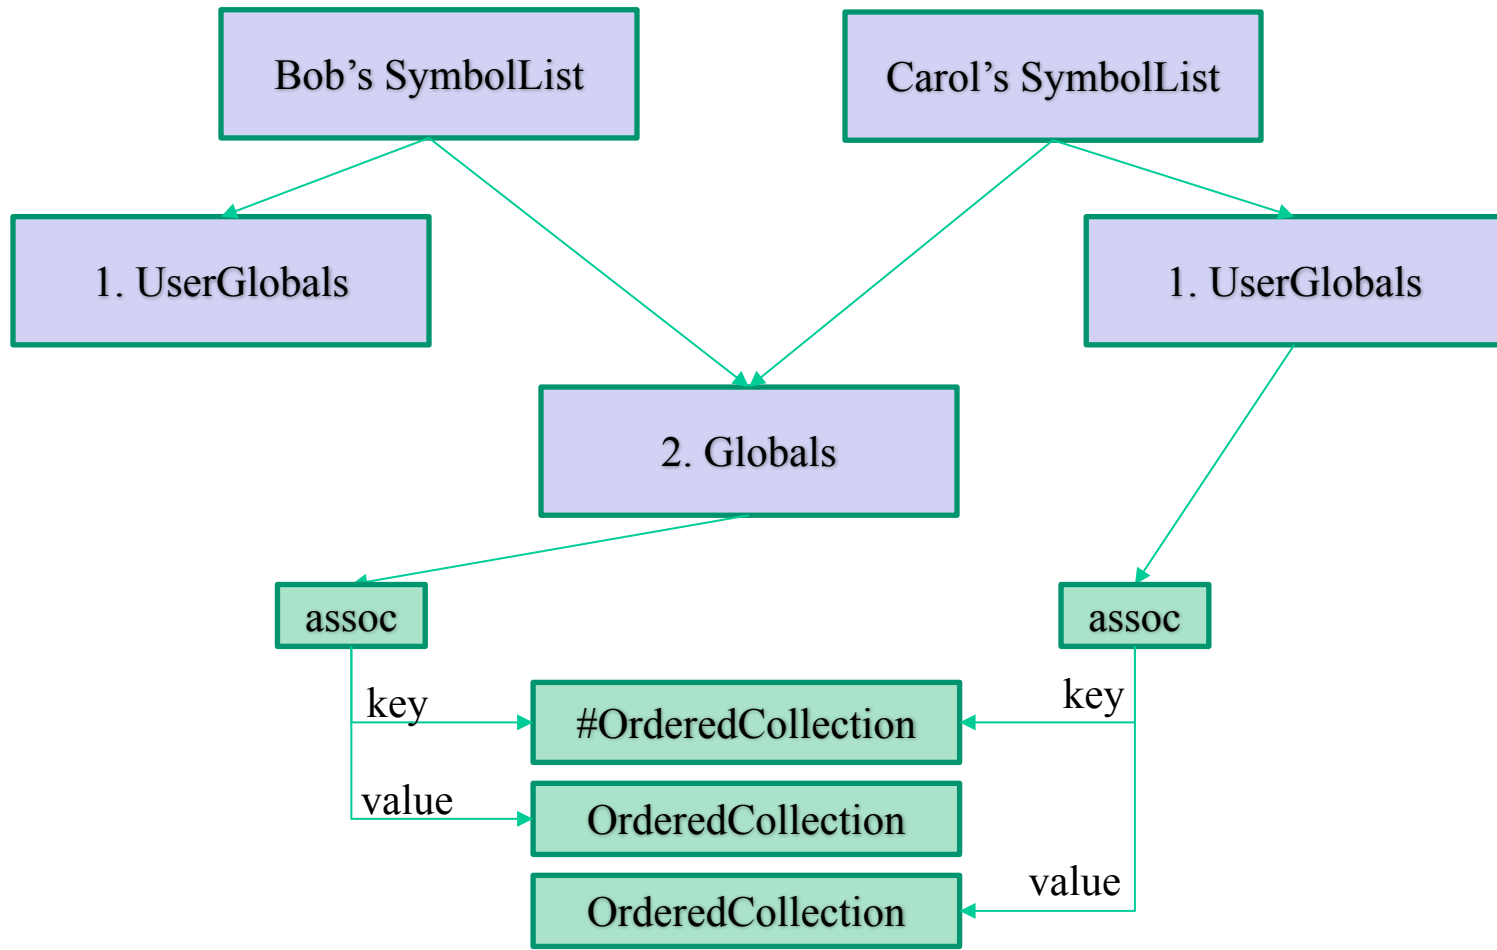 Bob’s SymbolList
Carol’s SymbolList
1. UserGlobals
1. UserGlobals
2. Globals
assoc
assoc
key
key
#OrderedCollection
value
OrderedCollection
value
OrderedCollection